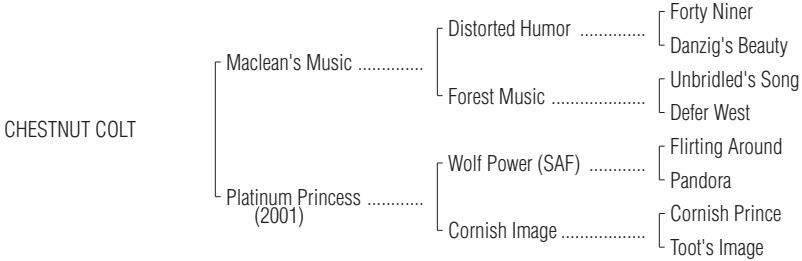 Forty Niner
Distorted Humor ..............
Danzig's Beauty
Maclean's Music ..............
Unbridled's Song
Forest Music ....................
Defer West
CHESTNUT COLT
Flirting Around
Wolf Power (SAF) ............
Pandora
Platinum Princess ............
(2001)
Cornish Prince
Cornish Image ..................
Toot's Image